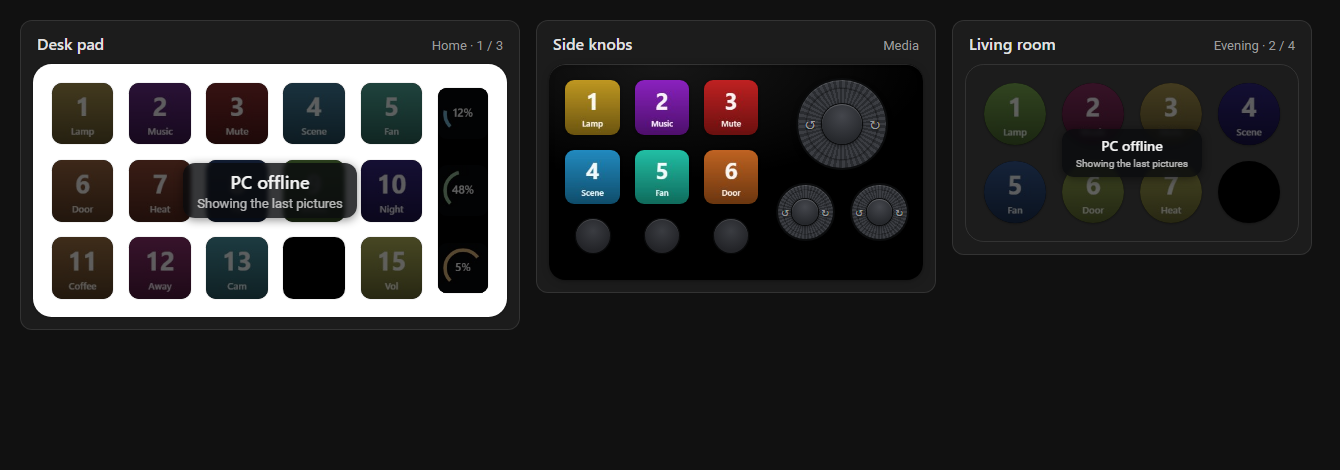 Desk pad
Home · 1 / 3
1
Lamp
2
Music
3
Mute
4
Scene
5
Fan
12%
6
Door
7
Heat
PC offline
Showing the last pictures
10
Night
48%
11
Coffee
12
Away
13
Cam
15
Vol
5%
Side knobs
Media
1
Lamp
2
Music
3
Mute
4
Scene
5
Fan
6
Door
Living room
Evening · 2 / 4
1
Lamp
2
3
4
Scene
PC offline
Showing the last pictures
5
Fan
6
Door
7
Heat